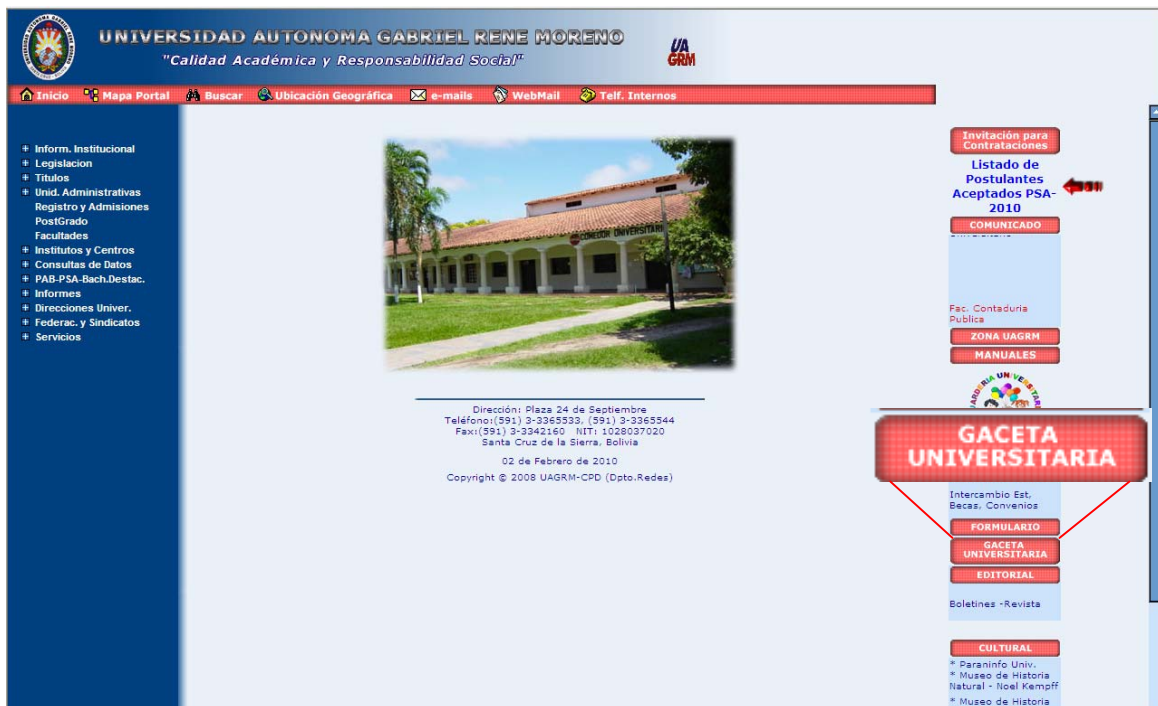 UNIVERSIDAD AUTONOMA GABRIEL RENE MORENO
"Calidad Académica y Responsabilidad Social"
UA
GRM
Inicio Mapa Portal Buscar Ubicación Geográfica e-mails WebMail Telf. Internos
Inform. Institucional
Legislacion
Titulos
Unid. Administrativas
Registro y Admisiones
PostGrado
Facultades
Institutos y Centros
Consultas de Datos
PAB-PSA-Bach.Destac.
Informes
Direcciones Univer.
Federac. y Sindicatos
Servicios
COMEDOR UNIVERSITARI
Dirección: Plaza 24 de Septiembre
Teléfono:(591) 3-3365533, (591) 3-3365544
Fax:(591) 3-3342160 NIT: 1028037020
Santa Cruz de la Sierra, Bolivia
02 de Febrero de 2010
Copyright © 2008 UAGRM-CPD (Dpto.Redes)
Invitación para
Contrataciones
Listado de
Postulantes
Aceptados PSA-
2010
COMUNICADO
Fac. Contaduria
Publica
ZONA UAGRM
MANUALES
GACETA
UNIVERSITARIA
Intercambio Est,
Becas, Convenios
FORMULARIO
GACETA
UNIVERSITARIA
EDITORIAL
Boletines -Revista
CULTURAL
* Paraninfo Univ.
* Museo de Historia
Natural - Noel Kempff
* Museo de Historia